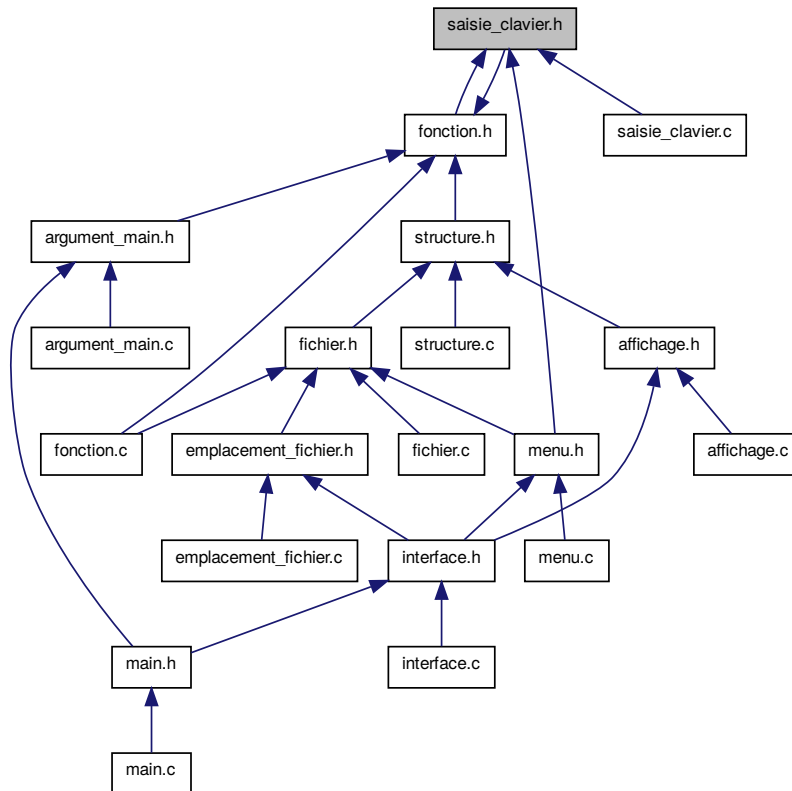 saisie_clavier.h
fonction.h
saisie_clavier.c
argument_main.h
structure.h
argument_main.c
fichier.h
structure.c
affichage.h
fonction.c
emplacement_fichier.h
fichier.c
menu.h
affichage.c
emplacement_fichier.c
interface.h
menu.c
main.h
interface.c
main.c